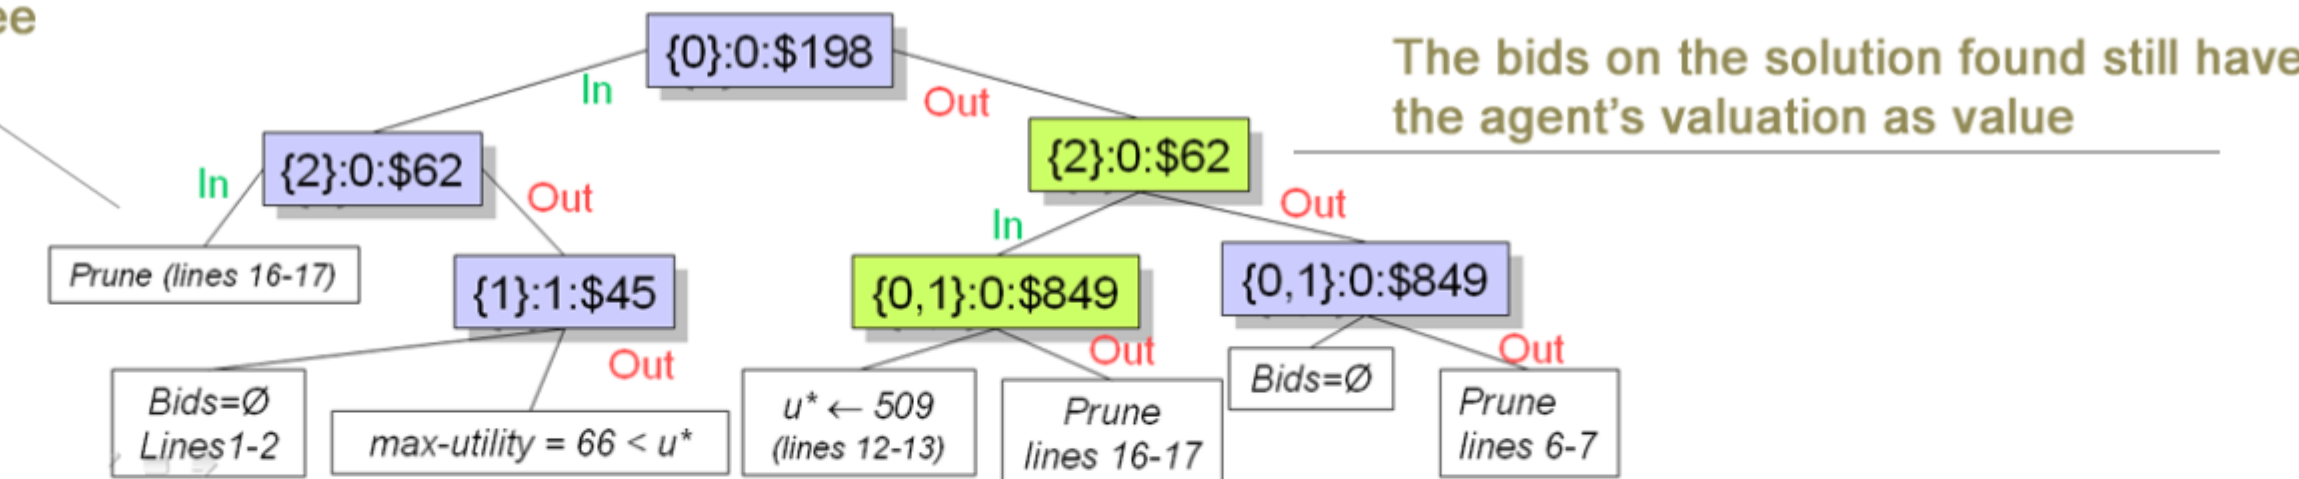 ee
{0}:0:$198
The bids on the solution found still have
the agent's valuation as value
In
Out
{2}:0:$62
{2}:0:$62
In
Out
In
Out
Prune (lines 16-17)
{1}:1:$45
{0,1}:0:$849
{0,1}:0:$849
Out
Out
Out
Bids=Ø
Lines1-2
max-utility = 66 < u*
u* ← 509
(lines 12-13)
Prune
lines 16-17
Bids=Ø
Prune
lines 6-7